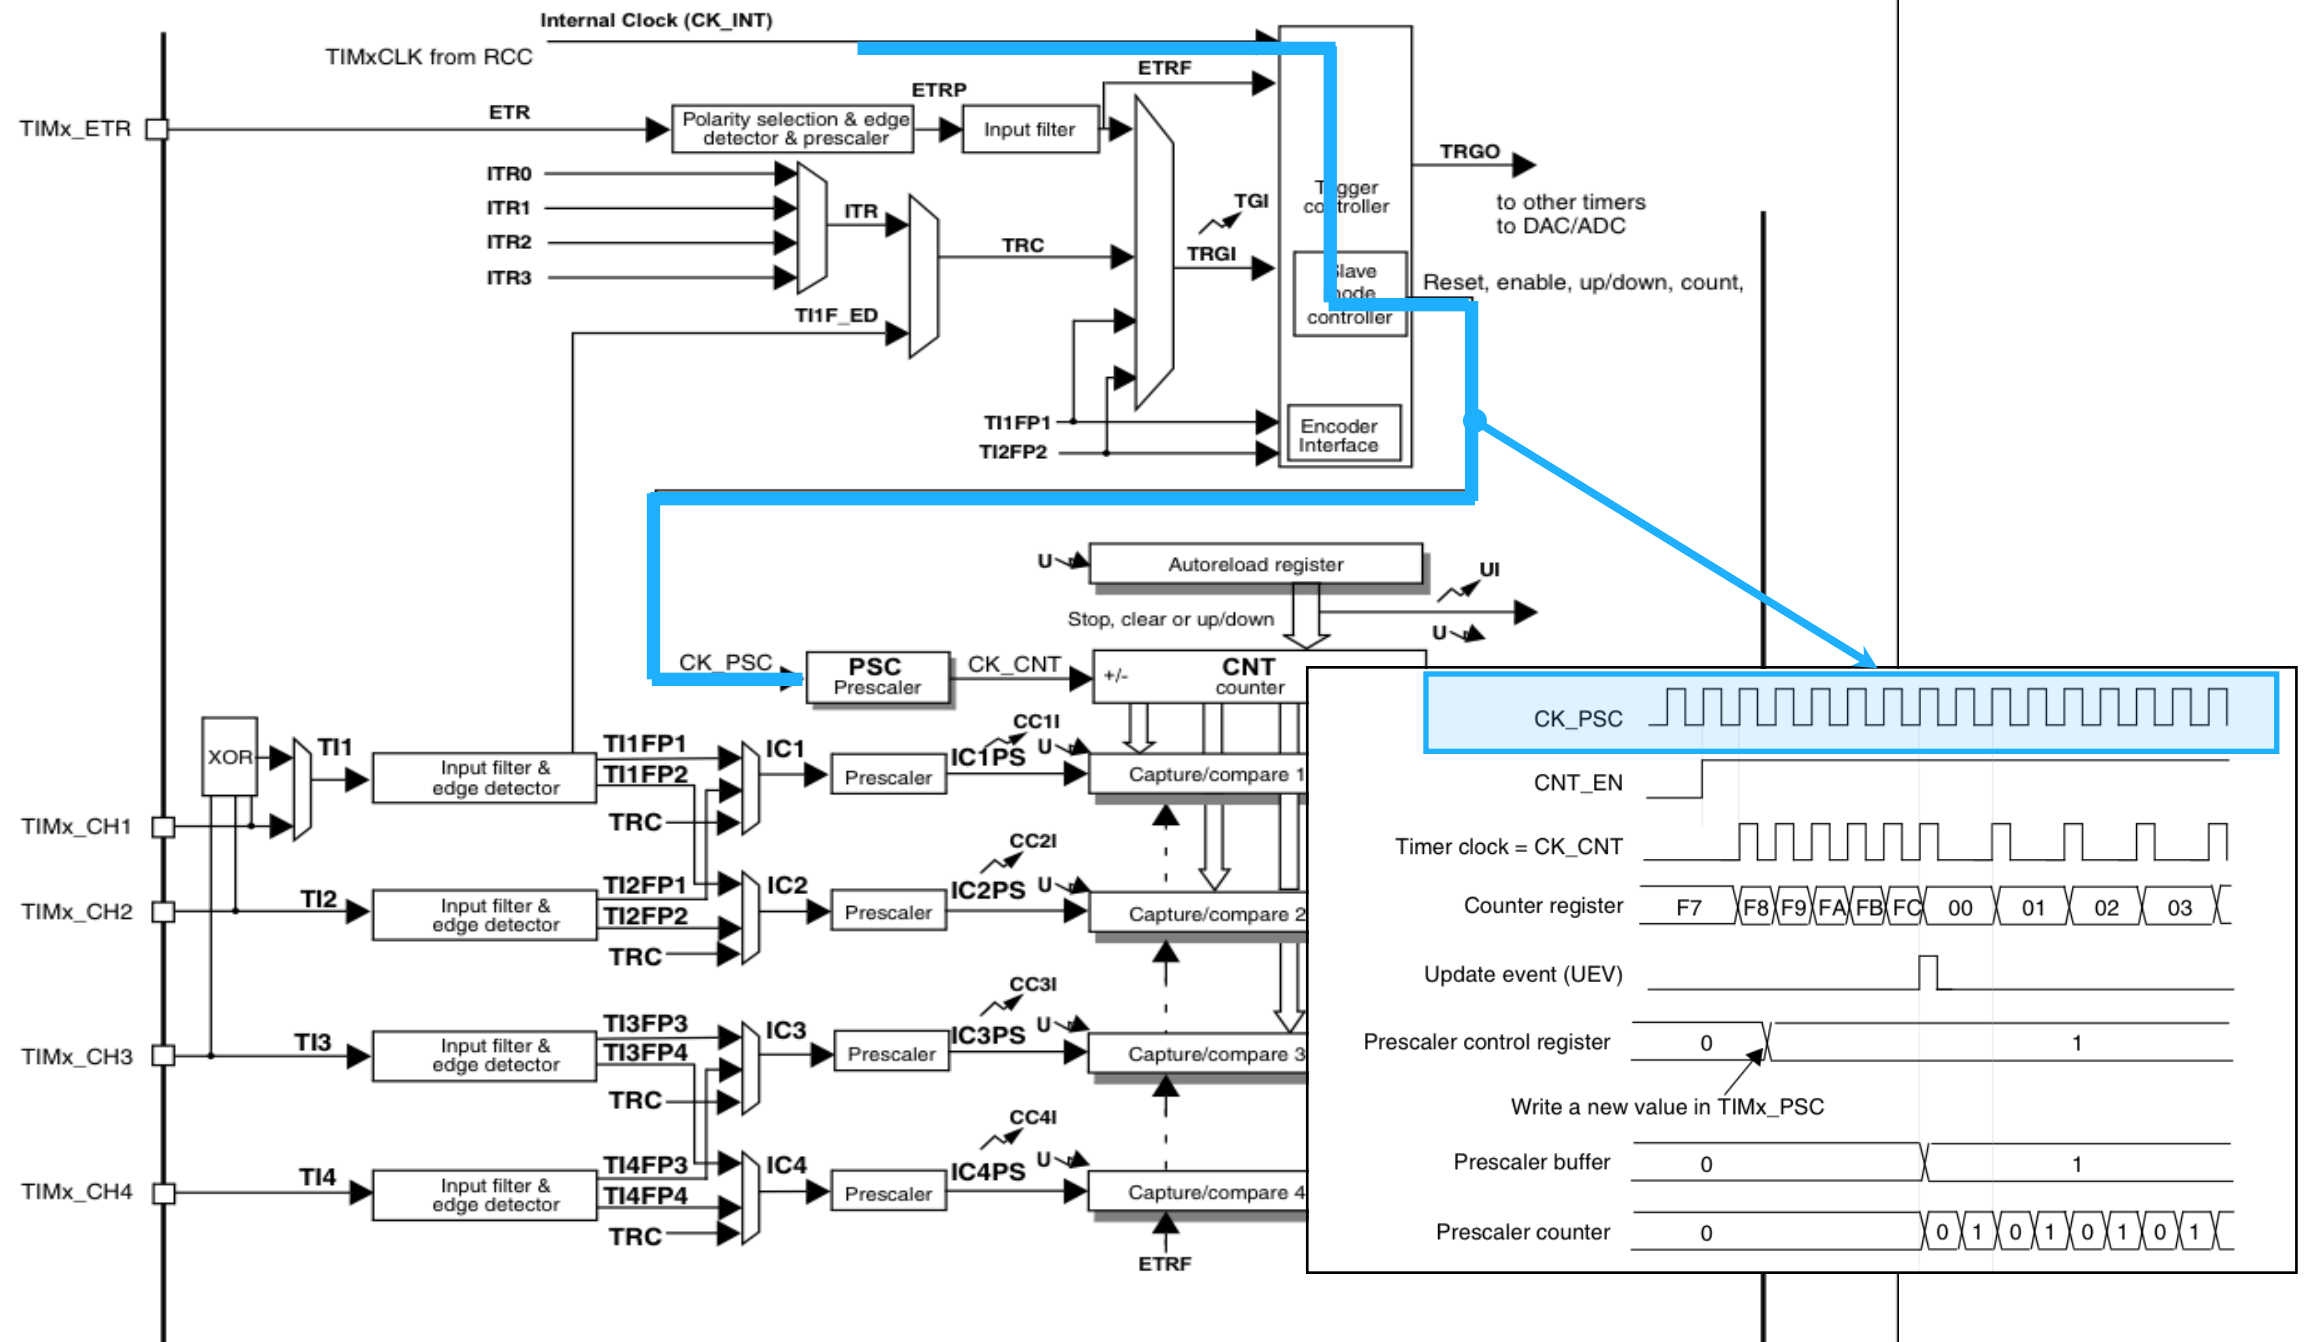 Internal Clock (CK_INT)
TIMxCLK from RCC
ETRF
ETRP
ETR
TIMx_ETR
Polarity selection & edge
detector & prescaler
Input filter
TRGO
to other timers
to DAC/ADC
ITR0
ITR1
ITR2
ITR3
ITR
TRC
TI1F_ED
TGI
TRGI
controller
controller
Reset, enable, up/down, count,
TI1FP1
TI2FP2
Encoder
Interface
U
Autoreload register
UI
Stop, clear or up/down
U
CK_PSC
PSC
Prescaler
CK_CNT
+/-
CNT
counter
XOR
TI1
Input filter &
edge detector
TI1FP1
TI1FP2
TRC
IC1
Prescaler
CC1I
U
IC1PS
Capture/compare 1
TIMx_CH1
TIMx_CH2
TI2
Input filter &
edge detector
TI2FP1
TI2FP2
TRC
IC2
Prescaler
CC2I
U
IC2PS
Capture/compare 2
TIMx_CH3
TI3
Input filter &
edge detector
TI3FP3
TI3FP4
TRC
IC3
Prescaler
CC3I
U
IC3PS
Capture/compare 3
TIMx_CH4
TI4
Input filter &
edge detector
TI4FP3
TI4FP4
TRC
IC4
Prescaler
CC4I
U
IC4PS
Capture/compare 4
ETRF
CK_PSC
CNT_EN
Timer clock = CK_CNT
Counter register F7 F8 F9 FA FB FC 00 01 02 03
Update event (UEV)
Prescaler control register 0 1
Write a new value in TIMx_PSC
Prescaler buffer 0 1
Prescaler counter 0 0 1 0 1 0 1 0 1